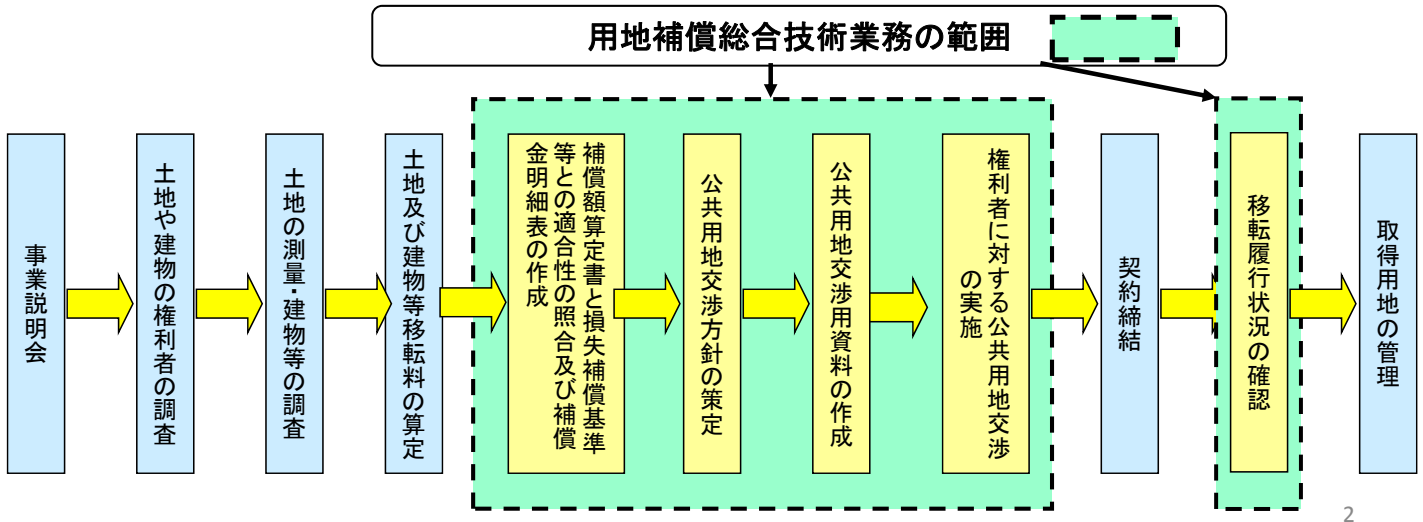 用地補償総合技術業務の範囲
事業説明会
土地や建物の権利者の調査
土地の測量・建物等の調査
土地及び建物等移転料の算定
補償額算定書と損失補償基準
等との適合性の照合及び補償
金明細表の作成
公共用地交渉方針の策定
公共用地交渉用資料の作成
権利者に対する公共用地交渉
の実施
契約締結
移転履行状況の確認
取得用地の管理
2